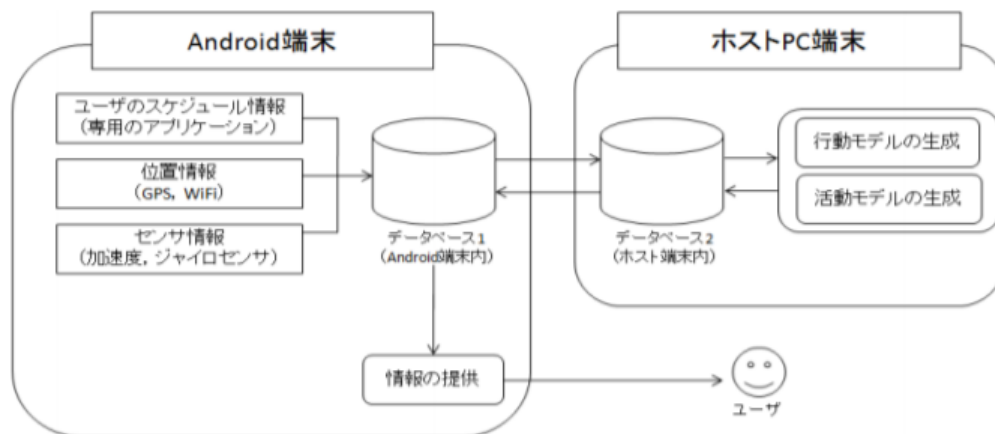 Android端末
ホストPC端末
ユーザのスケジュール情報
(専用のアプリケーション)
位置情報
(GPS, WiFi)
センサ情報
(加速度, ジャイロセンサ)
データベース1
(Android端末内)
データベース2
(ホスト端末内)
行動モデルの生成
活動モデルの生成
情報の提供
ユーザ